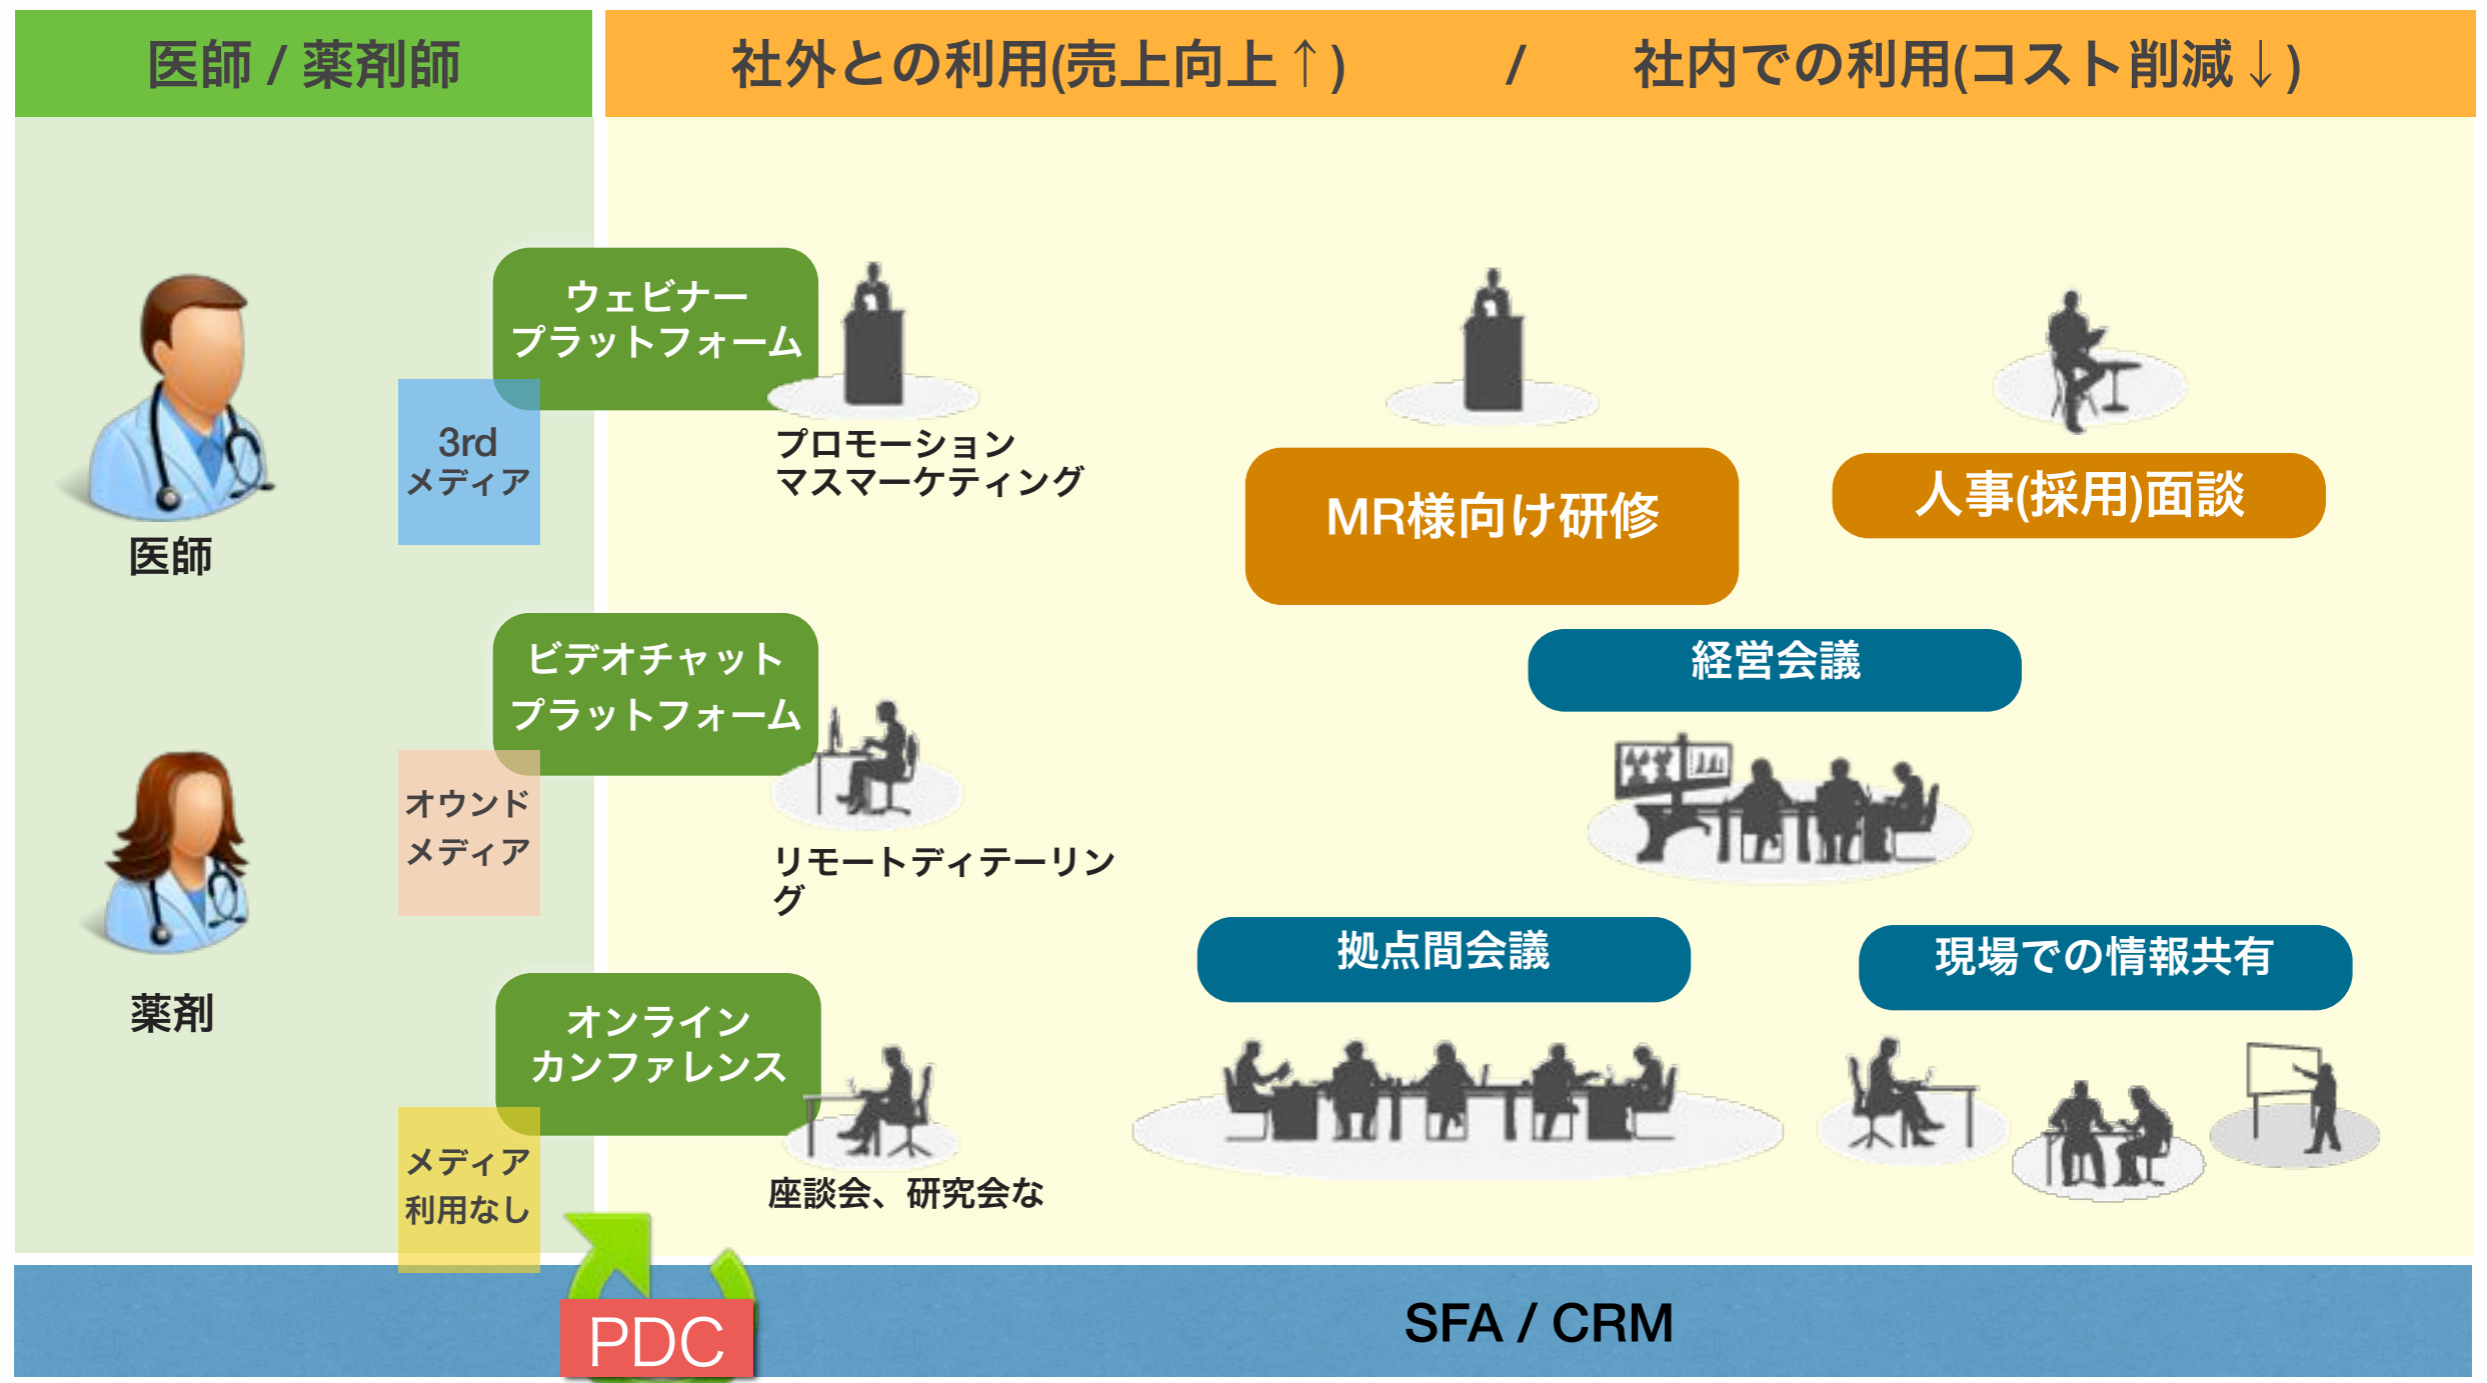 医師 / 薬剤師
社外との利用(売上向上↑) / 社内での利用(コスト削減↓)
ウェビナー
プラットフォーム
3rd
メディア
医師
プロモーション
マスマーケティング
MR様向け研修
人事(採用)面談
ビデオチャット
プラットフォーム
経営会議
オウンド
メディア
リモートディテーリン
グ
薬剤
拠点間会議
現場での情報共有
オンライン
カンファレンス
メディア
利用なし
座談会、研究会な
PDC
SFA / CRM